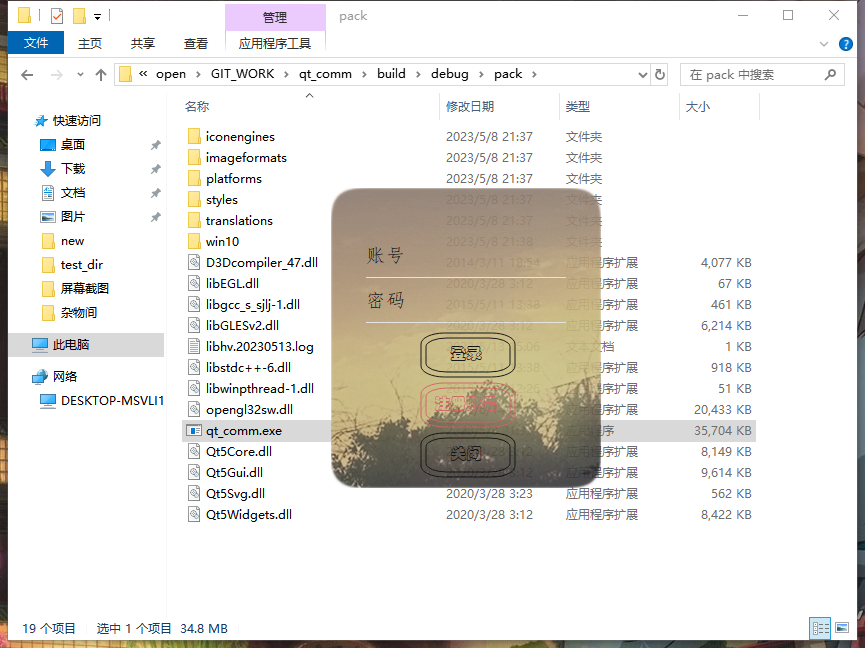 管理
pack
文件
主页
共享
查看
应用程序工具
« open › GIT_WORK › qt_comm › build › debug › pack ›
在 pack 中搜索
快速访问
桌面
下载
文档
图片
new
test_dir
屏幕截图
杂物间
此电脑
网络
DESKTOP-MSVLI1
名称 修改日期 类型 大小
iconengines 2023/5/8 21:37 文件夹
imageformats 2023/5/8 21:37 文件夹
platforms 2023/5/8 21:37 文件夹
styles 2023/5/8 21:37 文件夹
translations 2023/5/8 21:37 文件夹
win10 2023/5/8 21:38 文件夹
D3Dcompiler_47.dll 2014/3/11 12:54 应用程序扩展 4,077 KB
libEGL.dll 2020/3/28 3:12 应用程序扩展 67 KB
libgcc_s_sjlj-1.dll 2015/5/11 13:38 应用程序扩展 461 KB
libGLESv2.dll 2020/3/28 3:12 应用程序扩展 6,214 KB
libhv.20230513.log 文本文档 1 KB
libstdc++-6.dll 应用程序扩展 918 KB
libwinpthread-1.dll 应用程序扩展 51 KB
opengl32sw.dll 应用程序扩展 20,433 KB
qt_comm.exe 程序 35,704 KB
Qt5Core.dll 应用程序扩展 8,149 KB
Qt5Gui.dll 应用程序扩展 9,614 KB
Qt5Svg.dll 2020/3/28 3:23 应用程序扩展 562 KB
Qt5Widgets.dll 2020/3/28 3:12 应用程序扩展 8,422 KB
账号
密码
登录
关闭
19 个项目
选中 1 个项目 34.8 MB